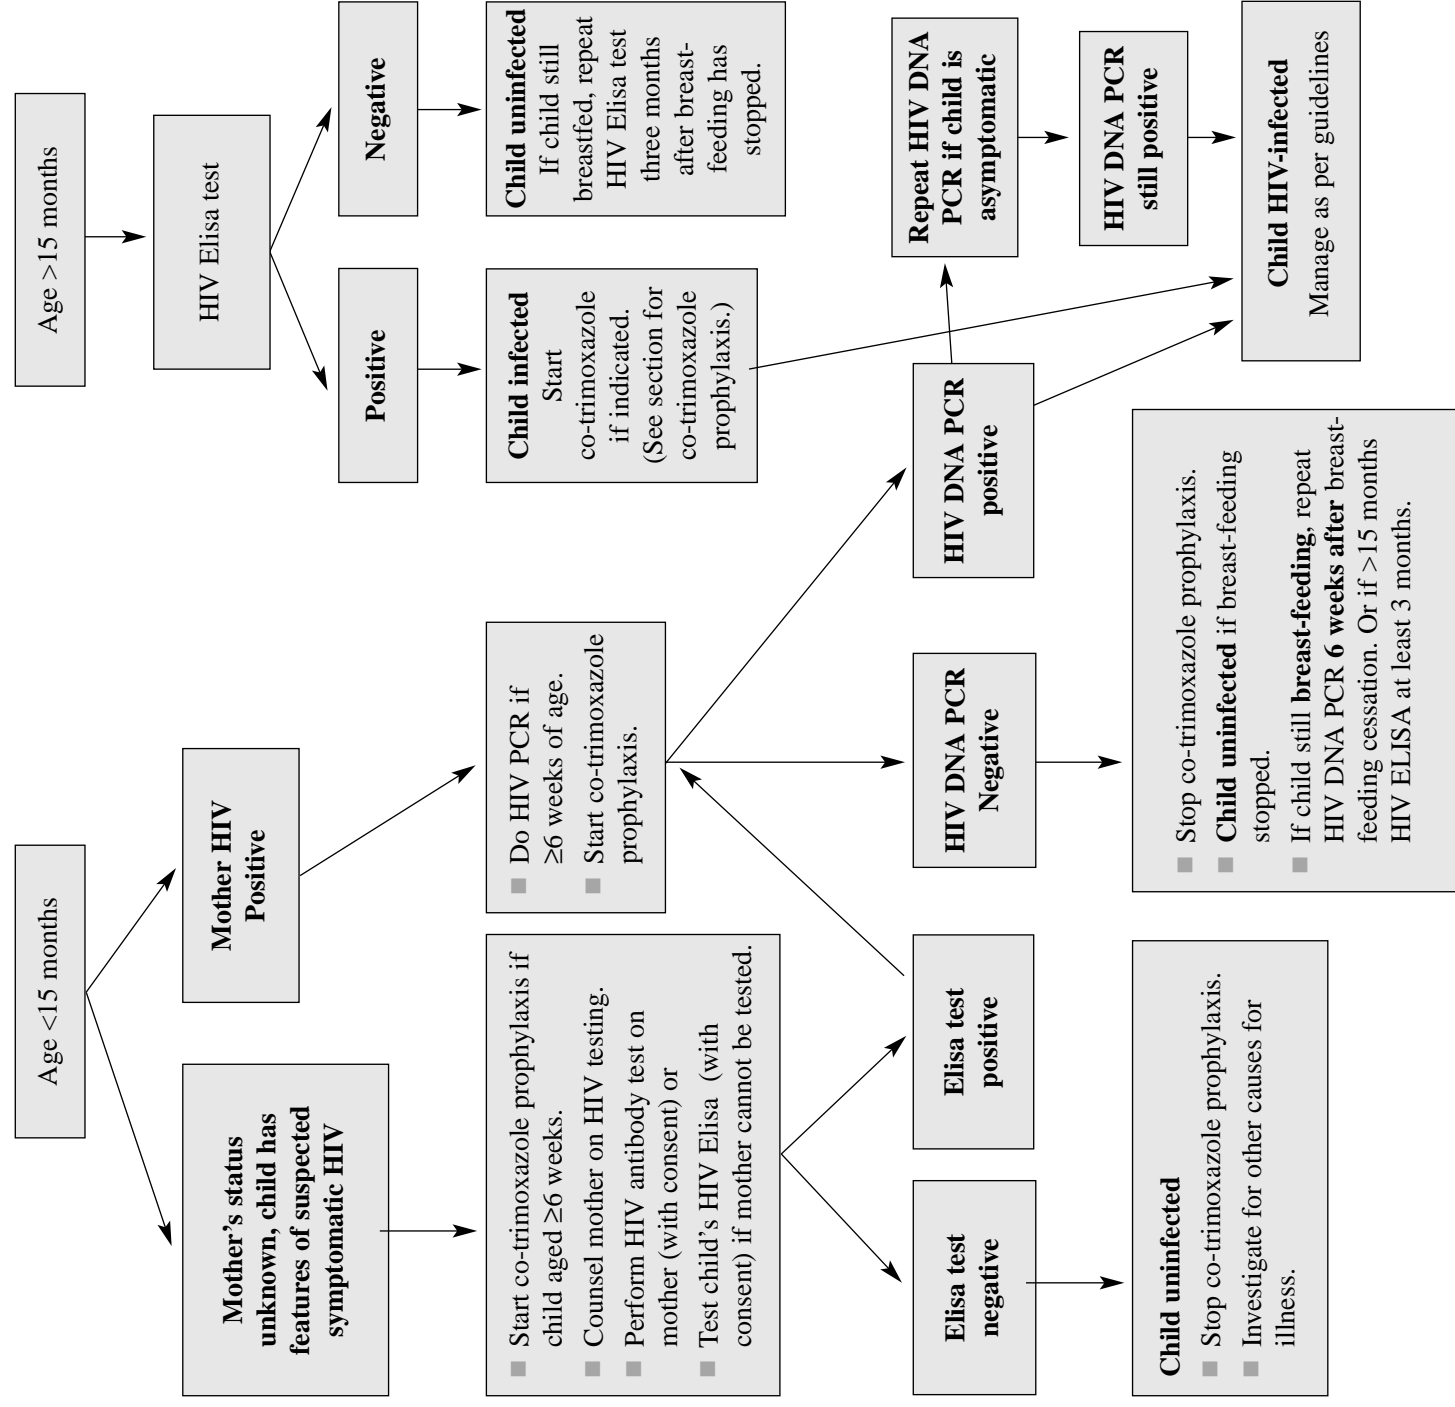 Age <15 months
Mother's status
unknown, child has
features of suspected
symptomatic HIV
Mother HIV
Positive
■ Start co-trimoxazole prophylaxis if
child aged ≥6 weeks.
■ Counsel mother on HIV testing.
■ Perform HIV antibody test on
mother (with consent) or
■ Test child's HIV Elisa (with
consent) if mother cannot be tested.
■ Do HIV PCR if
≥6 weeks of age.
■ Start co-trimoxazole
prophylaxis.
Elisa test
negative
Elisa test
positive
HIV DNA PCR
Negative
HIV DNA PCR
positive
Child uninfected
■ Stop co-trimoxazole prophylaxis.
■ Investigate for other causes for
illness.
■ Stop co-trimoxazole prophylaxis.
■ Child uninfected if breast-feeding
stopped.
■ If child still breast-feeding, repeat
HIV DNA PCR 6 weeks after breast-
feeding cessation. Or if >15 months
HIV ELISA at least 3 months.
Age >15 months
HIV Elisa test
Positive
Negative
Child infected
Start
co-trimoxazole
if indicated.
(See section for
co-trimoxazole
prophylaxis.)
Child uninfected
If child still
breastfed, repeat
HIV Elisa test
three months
after breast-
feeding has
stopped.
Repeat HIV DNA
PCR if child is
asymptomatic
HIV DNA PCR
still positive
Child HIV-infected
Manage as per guidelines